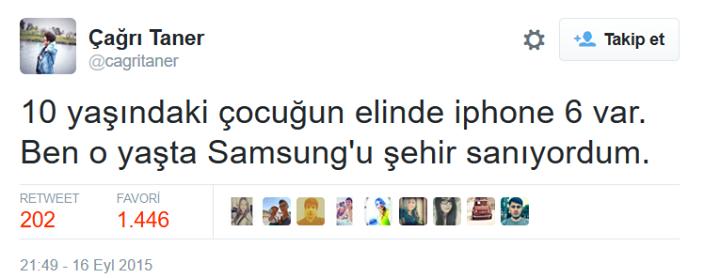 Çağrı Taner
@cagritaner
Takip et
10 yaşındaki çocuğun elinde iphone 6 var.
Ben o yaşta Samsung'u şehir sanıyordum.
RETWEET FAVORİ
202 1.446
21:49 - 16 Eyl 2015